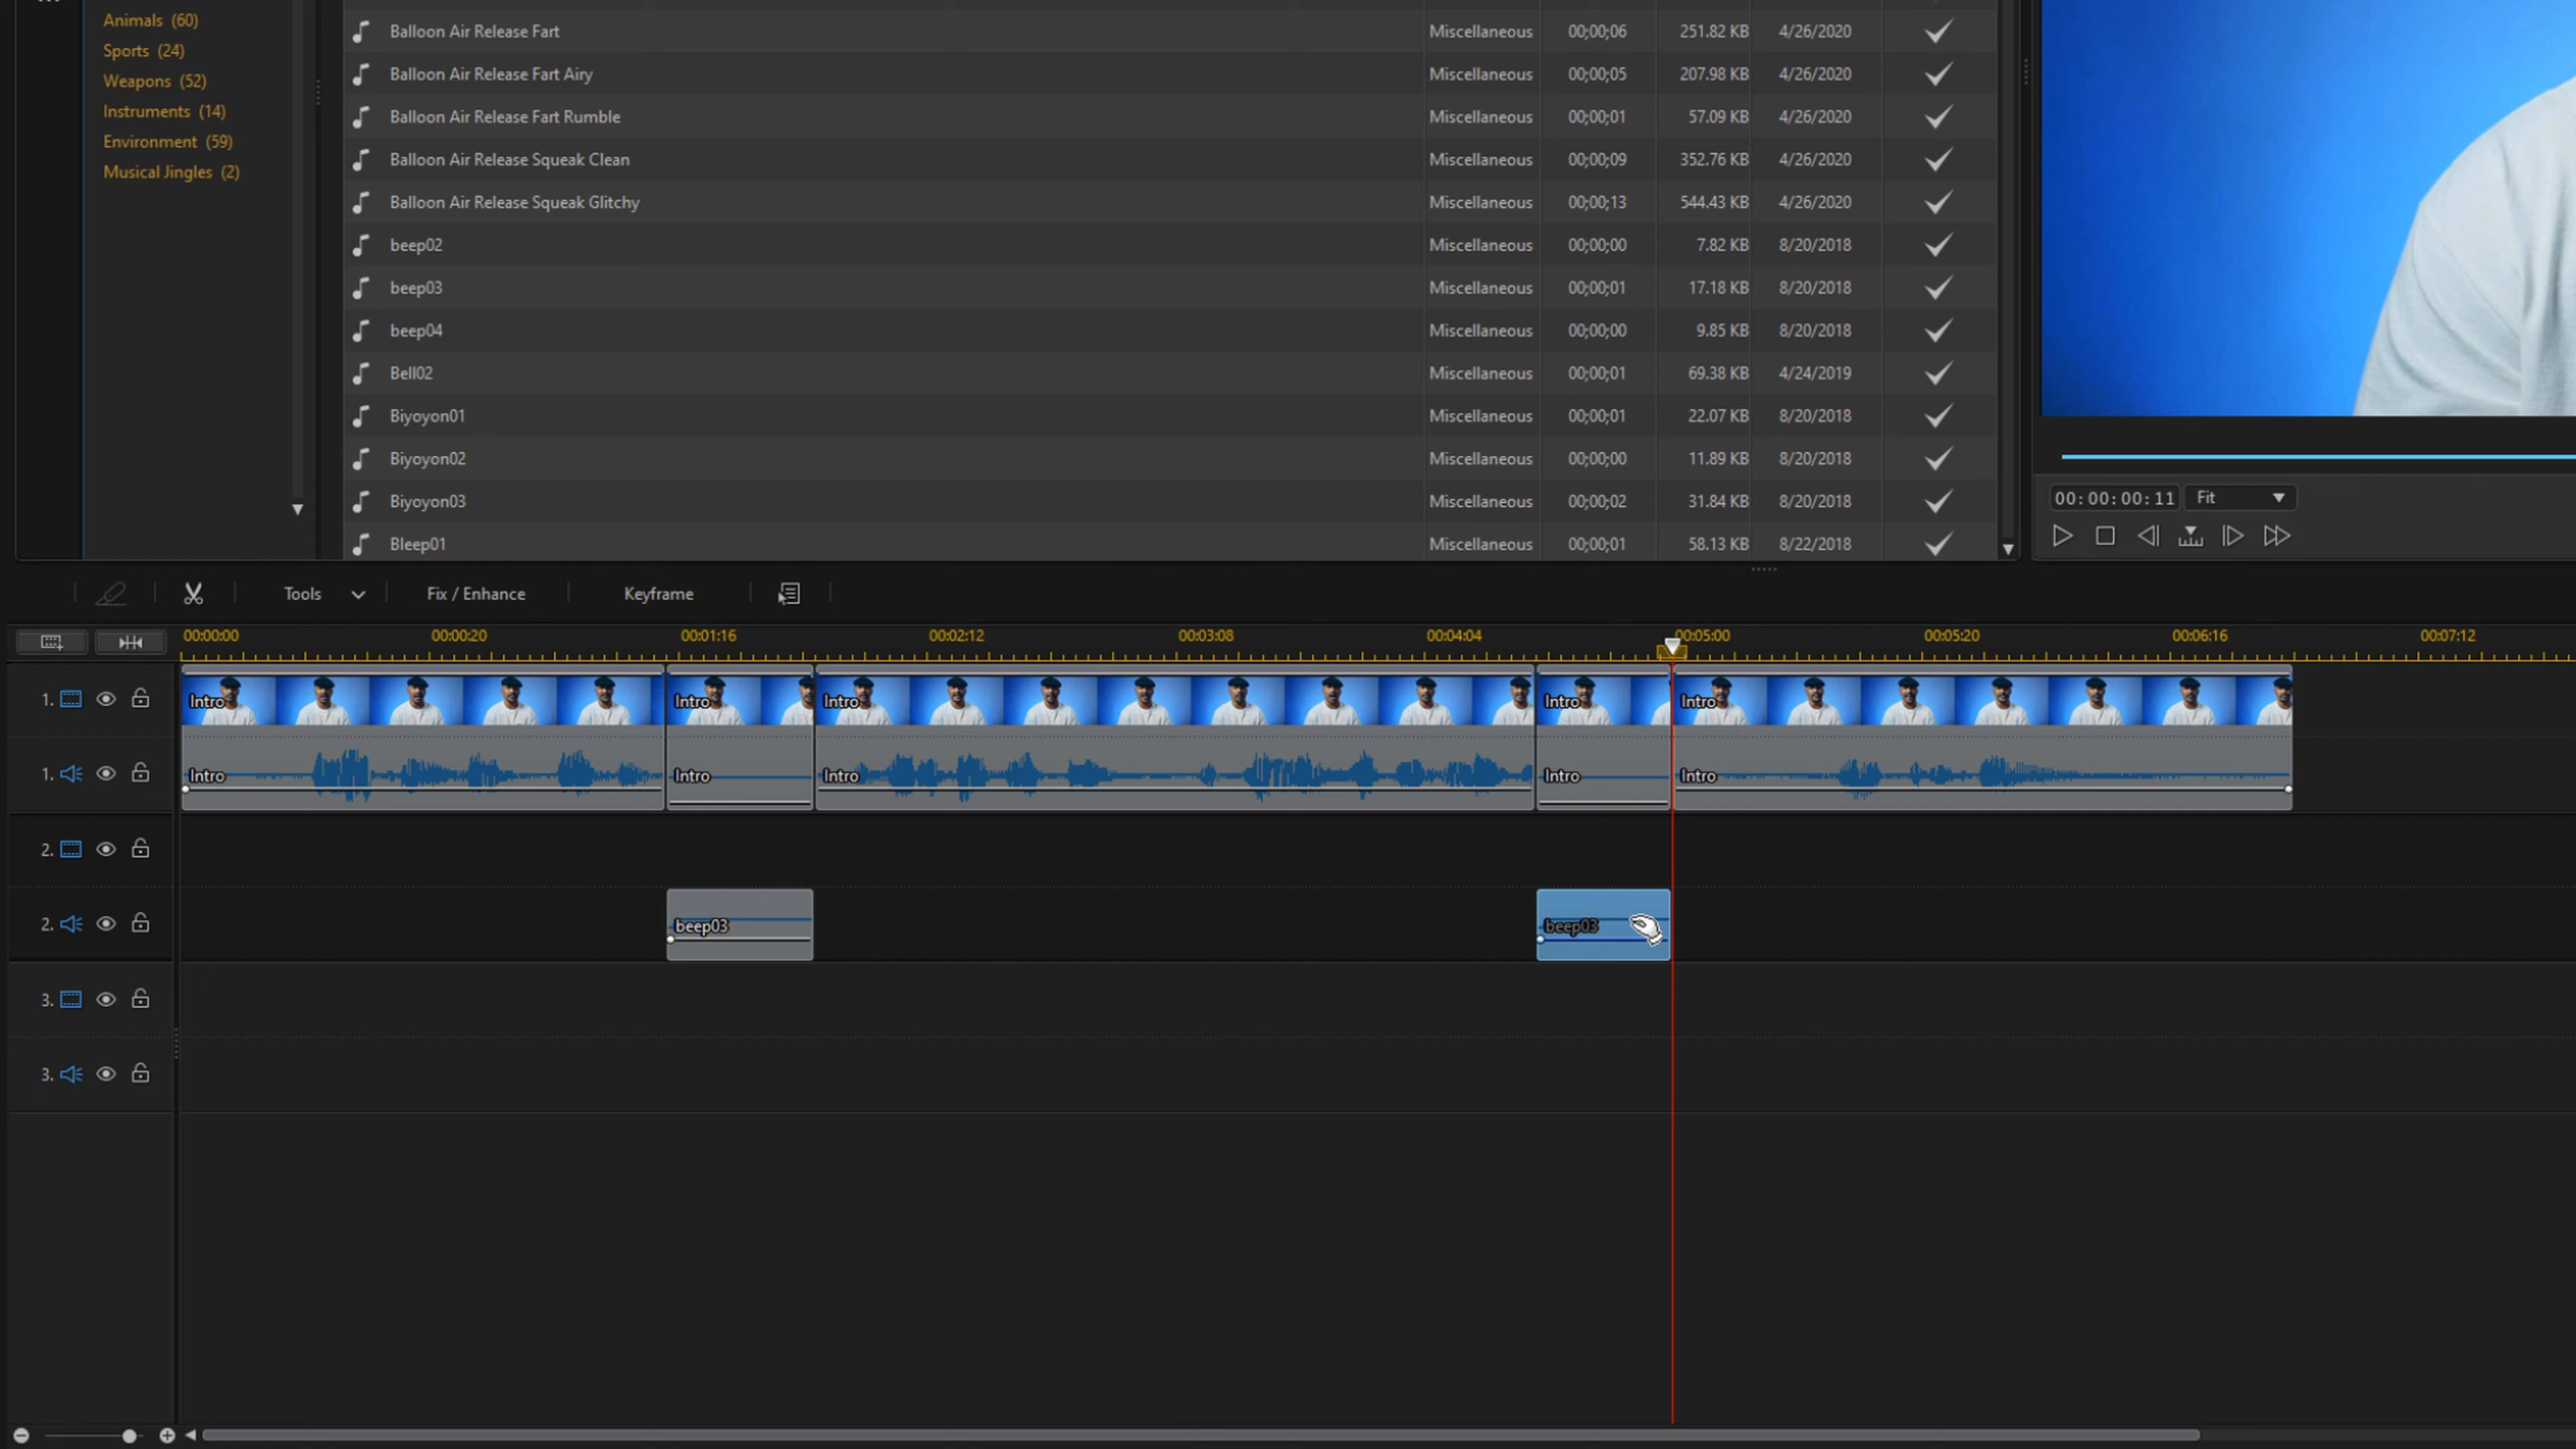 Animals (60)
Sports (24)
Weapons (52)
Instruments (14)
Environment (59)
Musical Jingles (2)
Balloon Air Release Fart Miscellaneous 00;00;06 251.82 KB 4/26/2020
Balloon Air Release Fart Airy Miscellaneous 00;00;05 207.98 KB 4/26/2020
Balloon Air Release Fart Rumble Miscellaneous 00;00;01 57.09 KB 4/26/2020
Balloon Air Release Squeak Clean Miscellaneous 00;00;09 352.76 KB 4/26/2020
Balloon Air Release Squeak Glitchy Miscellaneous 00;00;13 544.43 KB 4/26/2020
beep02 Miscellaneous 00;00;00 7.82 KB 8/20/2018
beep03 Miscellaneous 00;00;01 17.18 KB 8/20/2018
beep04 Miscellaneous 00;00;00 9.85 KB 8/20/2018
Bell02 Miscellaneous 00;00;01 69.38 KB 4/24/2019
Biyoyon01 Miscellaneous 00;00;01 22.07 KB 8/20/2018
Biyoyon02 Miscellaneous 00;00;00 11.89 KB 8/20/2018
Biyoyon03 Miscellaneous 00;00;02 31.84 KB 8/20/2018
Bleep01 Miscellaneous 00;00;01 58.13 KB 8/22/2018
00:00:00:11 Fit
Tools Fix / Enhance Keyframe
00:00:00 00:00:20 00:01:16 00:02:12 00:03:08 00:04:04 00:05:00 00:05:20 00:06:16 00:07:12
1. Intro Intro Intro Intro Intro
1. Intro Intro Intro Intro Intro
2.
2. beep03 beep03
3.
3.